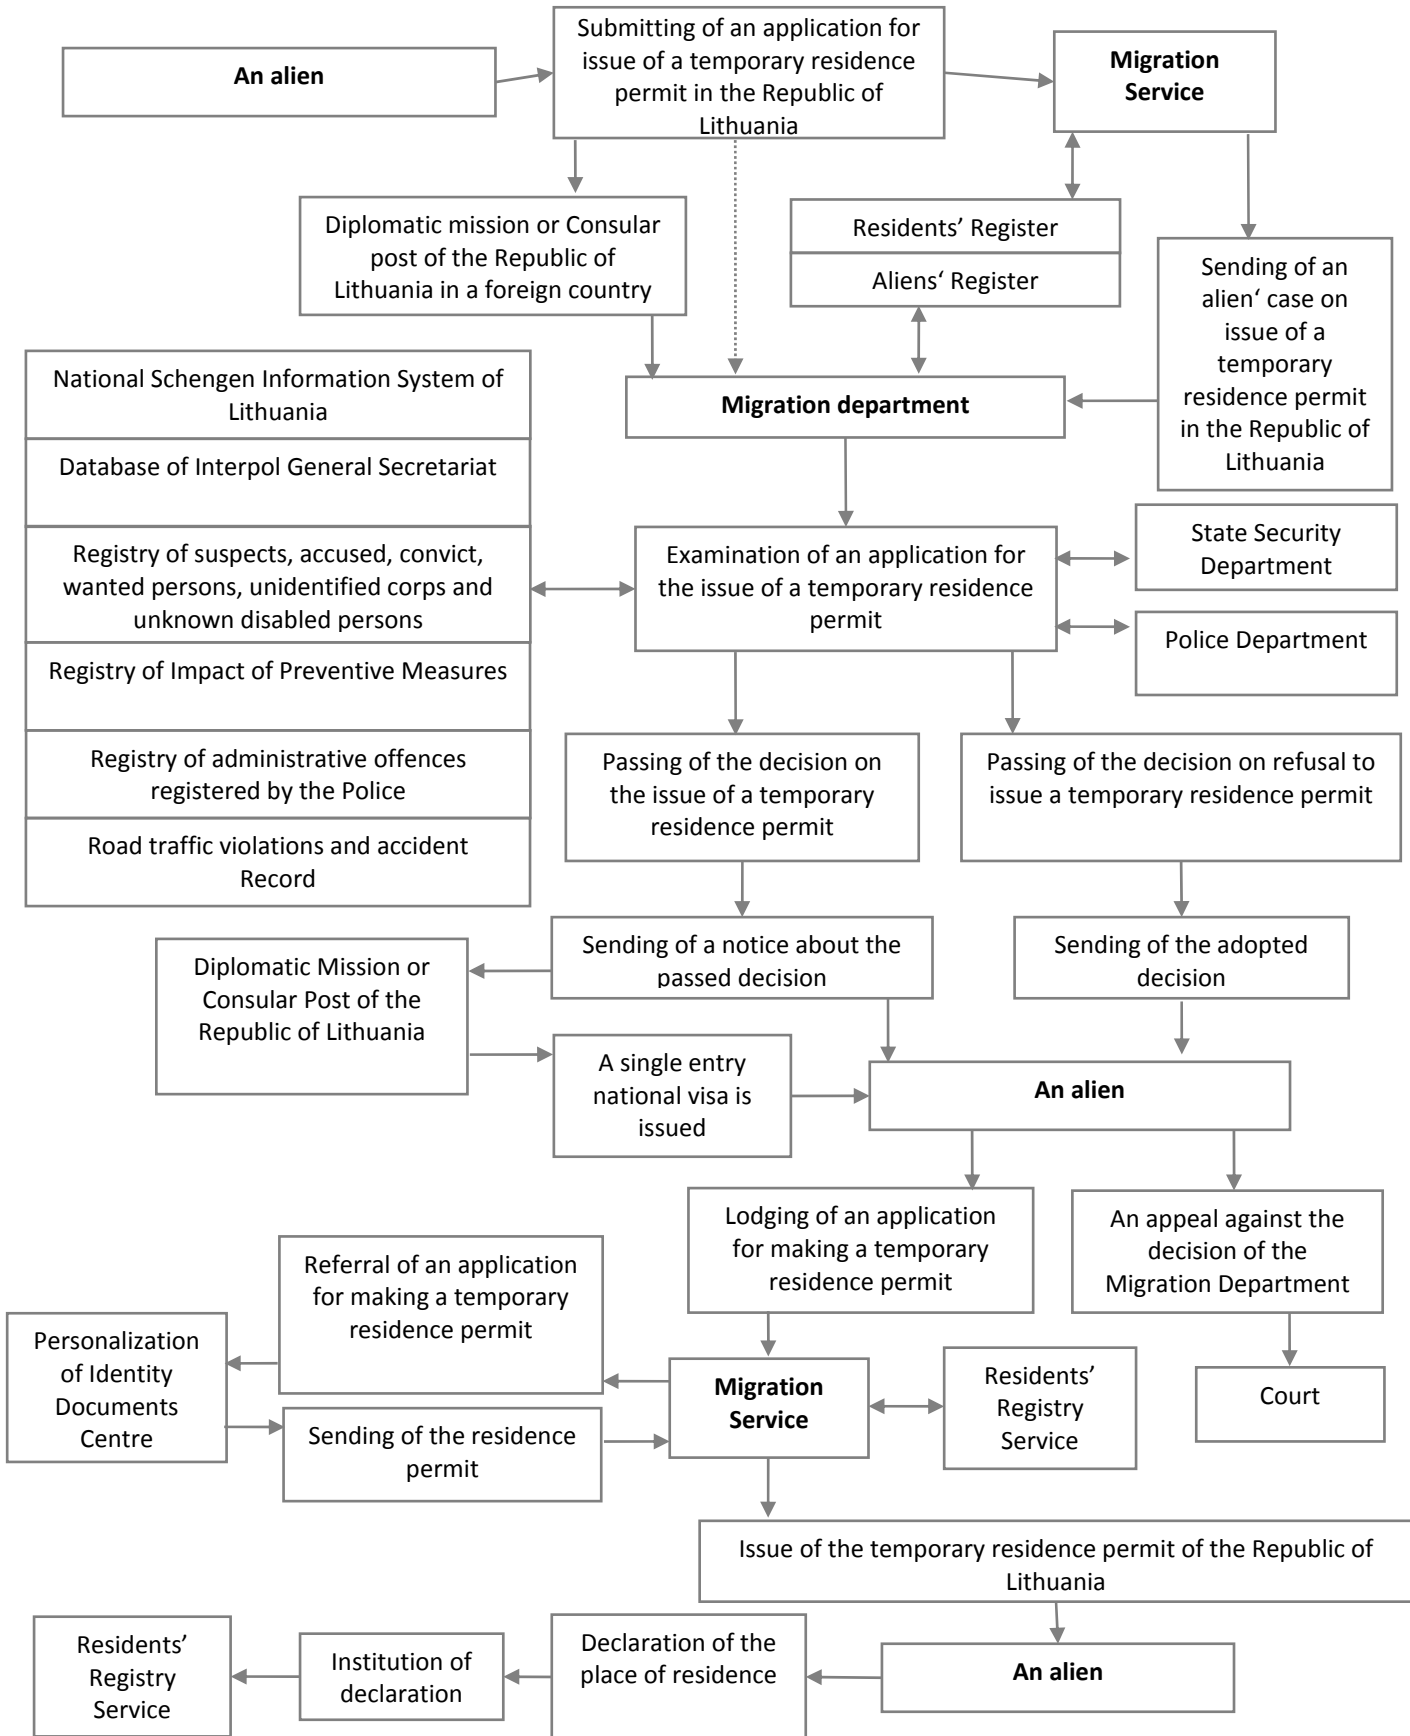 An alien
Submitting of an application for
issue of a temporary residence
permit in the Republic of
Lithuania
Migration
Service
Diplomatic mission or Consular
post of the Republic of
Lithuania in a foreign country
Residents’ Register
Aliens‘ Register
Sending of an
alien‘ case on
issue of a
temporary
residence permit
in the Republic of
Lithuania
National Schengen Information System of
Lithuania
Migration department
Database of Interpol General Secretariat
Registry of suspects, accused, convict,
wanted persons, unidentified corps and
unknown disabled persons
Examination of an application for
the issue of a temporary residence
permit
State Security
Department
Police Department
Registry of Impact of Preventive Measures
Registry of administrative offences
registered by the Police
Road traffic violations and accident
Record
Passing of the decision on
the issue of a temporary
residence permit
Passing of the decision on refusal to
issue a temporary residence permit
Sending of a notice about the
passed decision
Sending of the adopted
decision
Diplomatic Mission or
Consular Post of the
Republic of Lithuania
A single entry
national visa is
issued
An alien
Lodging of an application
for making a temporary
residence permit
An appeal against the
decision of the
Migration Department
Referral of an application
for making a temporary
residence permit
Personalization
of Identity
Documents
Centre
Migration
Service
Residents’
Registry
Service
Court
Sending of the residence
permit
Issue of the temporary residence permit of the Republic of
Lithuania
Residents’
Registry
Service
Institution of
declaration
Declaration of the
place of residence
An alien